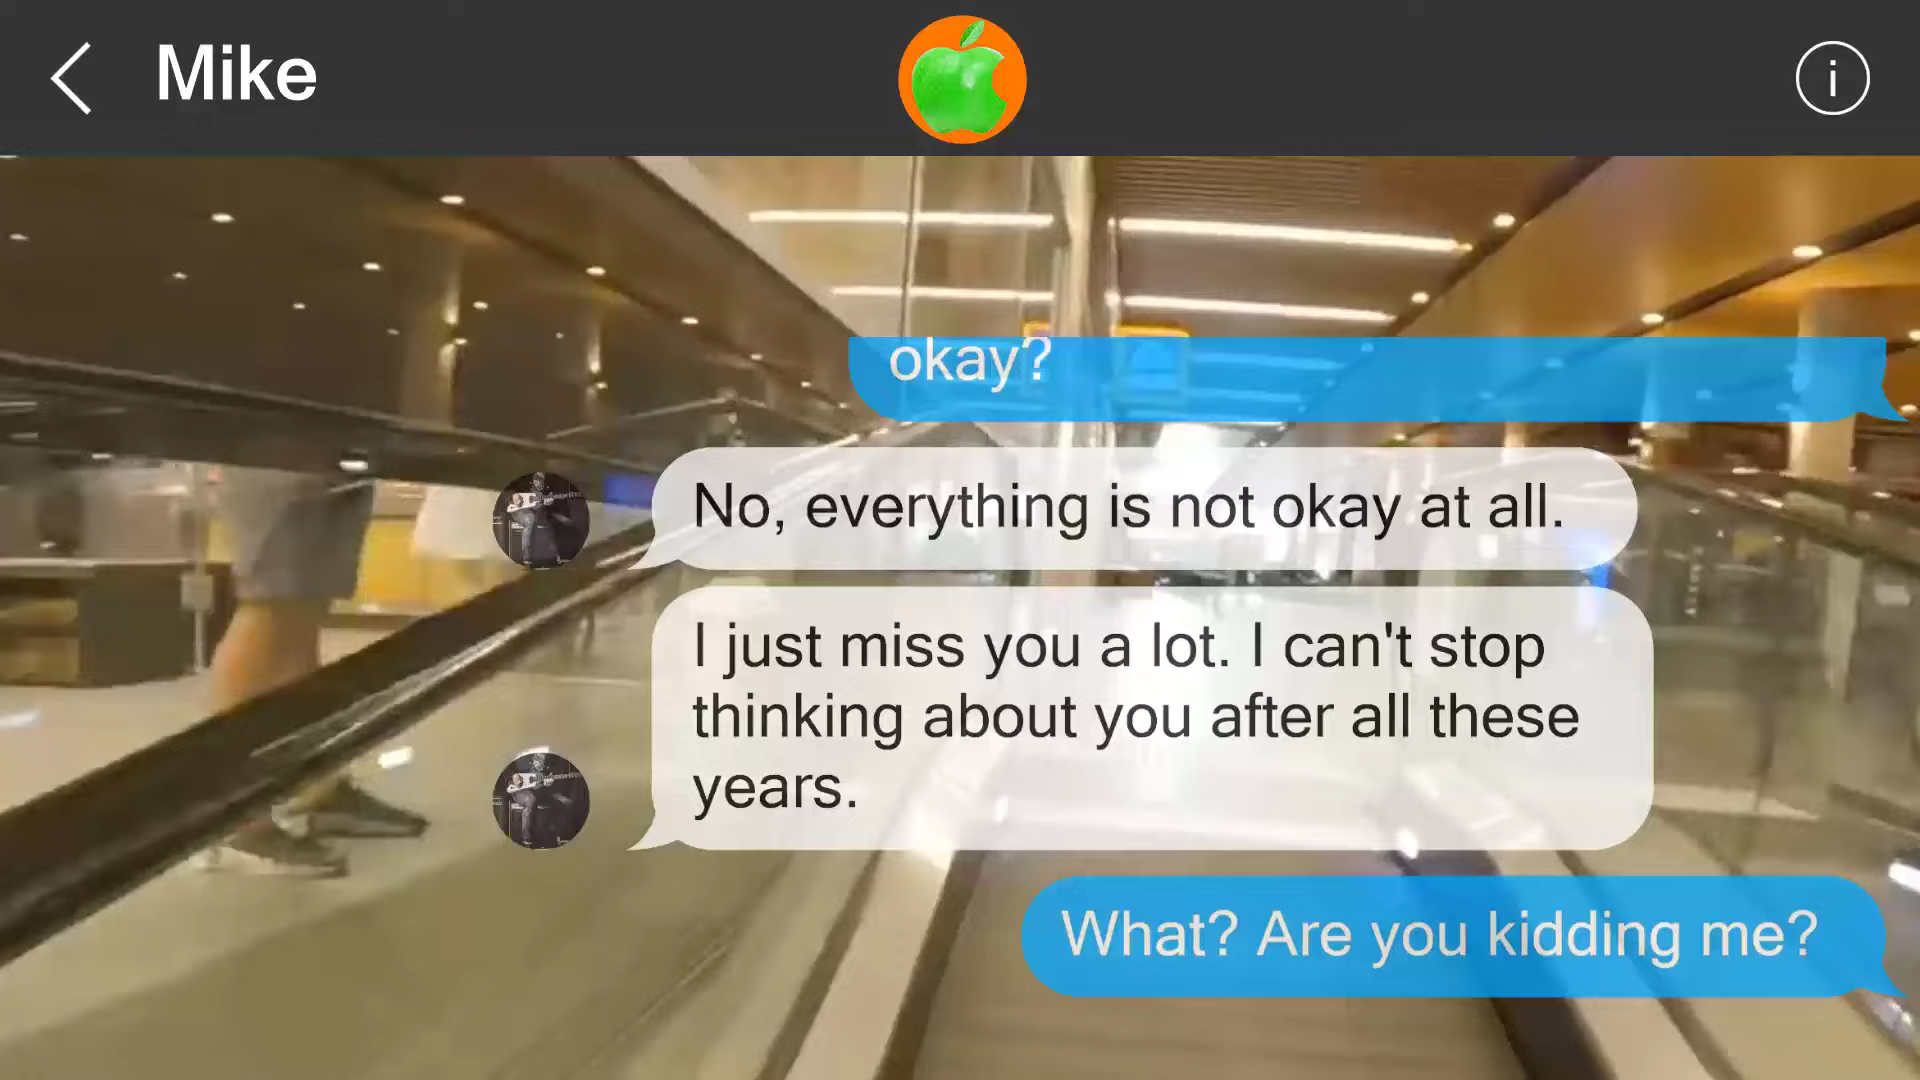 Mike
okay?
No, everything is not okay at all.
I just miss you a lot. I can't stop
thinking about you after all these
years.
What? Are you kidding me?